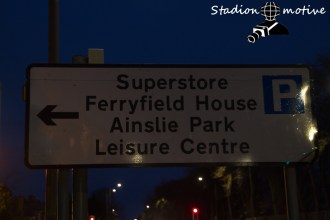 Stadion motive
Superstore
Ferryfield House
Ainslie Park
Leisure Centre
P